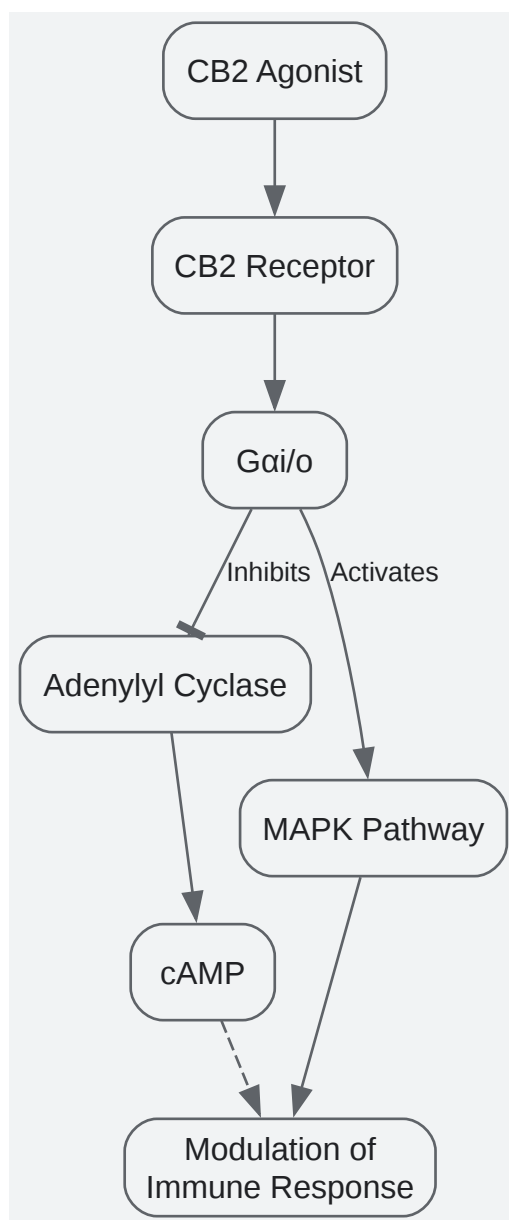 CB2 Agonist
CB2 Receptor
Gαi/o
Inhibits
Activates
Adenylyl Cyclase
MAPK Pathway
cAMP
Modulation of
Immune Response